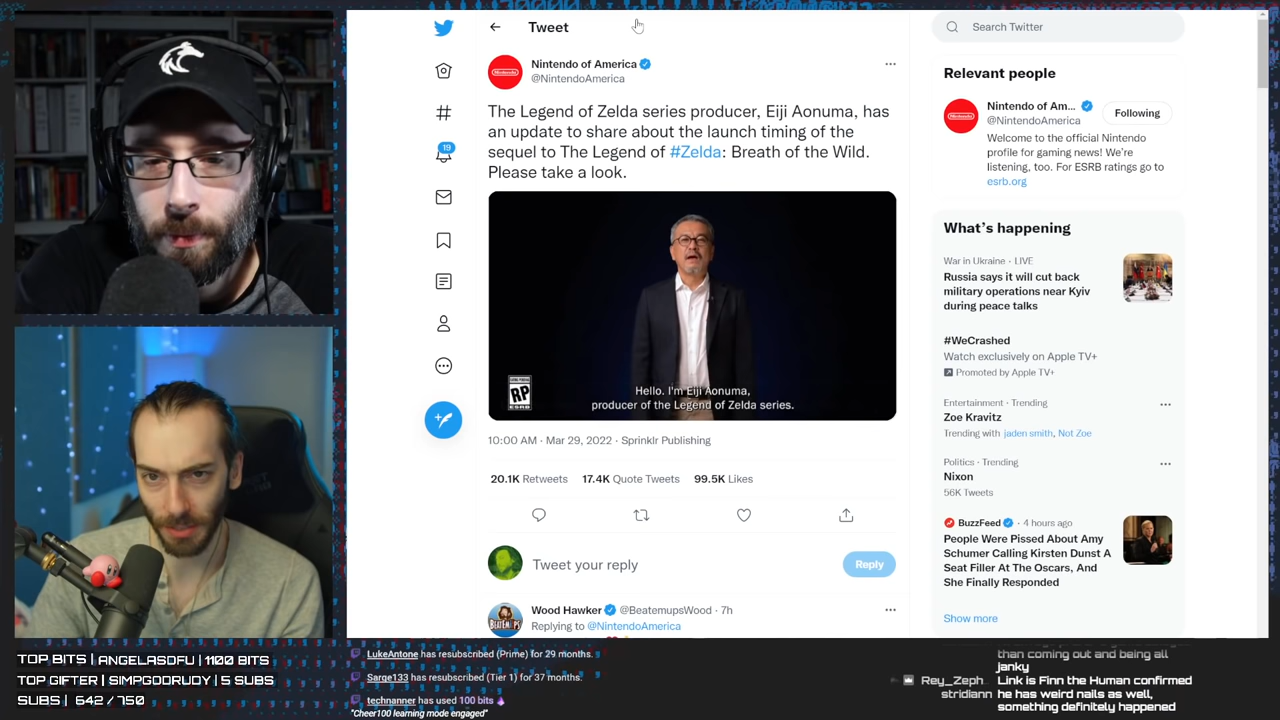 Tweet
Nintendo of America
@NintendoAmerica
The Legend of Zelda series producer, Eiji Aonuma, has
an update to share about the launch timing of the
sequel to The Legend of #Zelda: Breath of the Wild.
Please take a look.
RP
ESRB
Hello. I'm Eiji Aonuma,
producer of the Legend of Zelda series.
10:00 AM · Mar 29, 2022 · Sprinklr Publishing
20.1K Retweets 17.4K Quote Tweets 99.5K Likes
Tweet your reply
Reply
Wood Hawker @BeatemupsWood · 7h
Replying to @NintendoAmerica
19
Search Twitter
Relevant people
Nintendo of Am...
@NintendoAmerica
Following
Welcome to the official Nintendo
profile for gaming news! We're
listening, too. For ESRB ratings go to
esrb.org
What's happening
War in Ukraine · LIVE
Russia says it will cut back
military operations near Kyiv
during peace talks
#WeCrashed
Watch exclusively on Apple TV+
Promoted by Apple TV+
Entertainment · Trending
Zoe Kravitz
Trending with jaden smith, Not Zoe
Politics · Trending
Nixon
56K Tweets
BuzzFeed · 4 hours ago
People Were Pissed About Amy
Schumer Calling Kirsten Dunst A
Seat Filler At The Oscars, And
She Finally Responded
Show more
TOP BITS | ANGELASDFU | 1100 BITS
TOP GIFTER | SIMPGODRUDY | 5 SUBS
SUBS | 642 / 750
LukeAntone has resubscribed (Prime) for 29 months.
Sarge133 has resubscribed (Tier 1) for 37 months.
technanner has used 100 bits
"Cheer100 learning mode engaged"
than coming out and being all
janky
Rey_Zeph Link is Finn the Human confirmed
stridiann he has weird nails as well,
something definitely happened